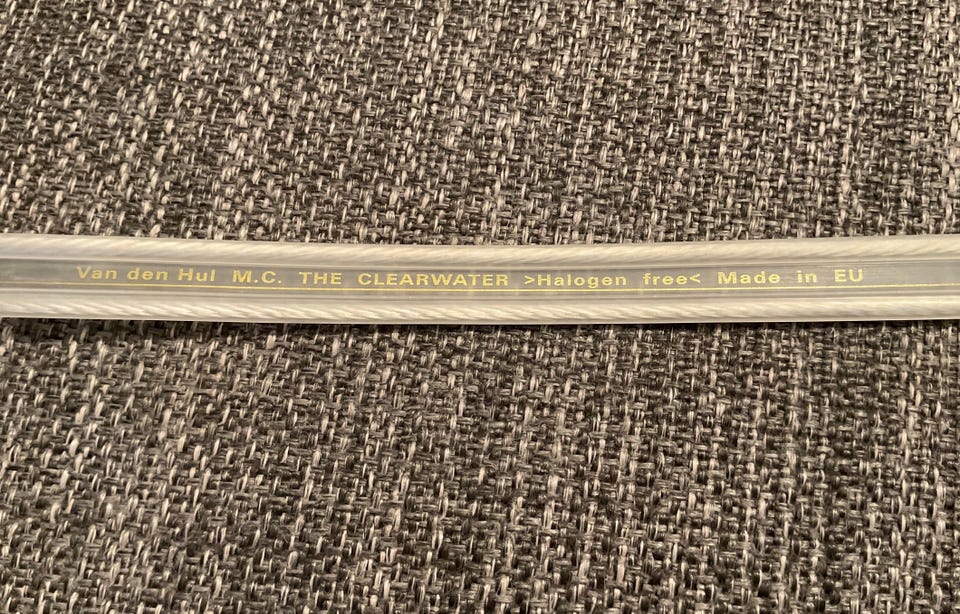 Van den Hul M.C. THE CLEARWATER >Halogen free< Made in EU